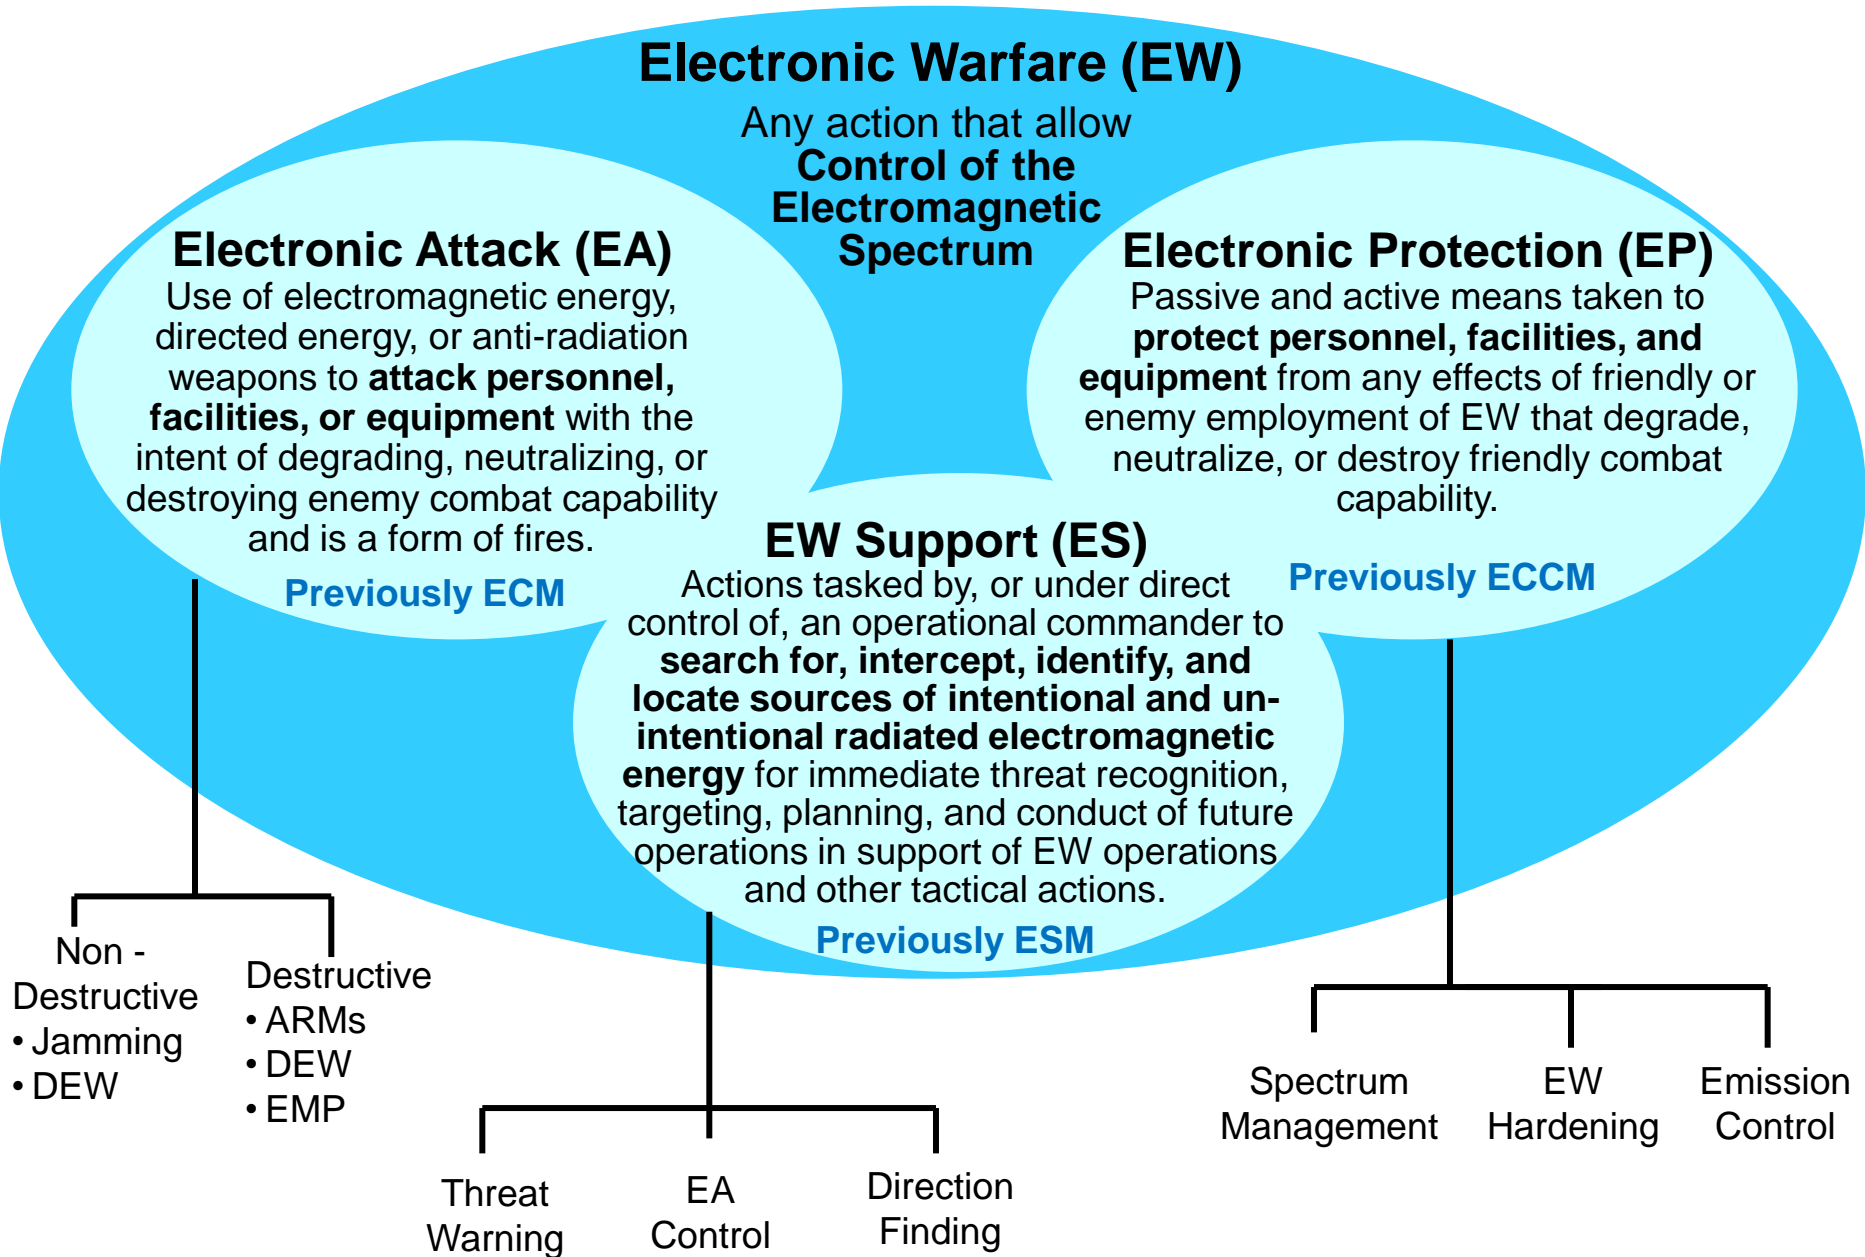 Electronic Warfare (EW)
Any action that allow
Control of the
Electromagnetic
Spectrum
Electronic Attack (EA)
Use of electromagnetic energy,
directed energy, or anti-radiation
weapons to attack personnel,
facilities, or equipment with the
intent of degrading, neutralizing, or
destroying enemy combat capability
and is a form of fires.
Previously ECM
Electronic Protection (EP)
Passive and active means taken to
protect personnel, facilities, and
equipment from any effects of friendly or
enemy employment of EW that degrade,
neutralize, or destroy friendly combat
capability.
Previously ECCM
EW Support (ES)
Actions tasked by, or under direct
control of, an operational commander to
search for, intercept, identify, and
locate sources of intentional and un-
intentional radiated electromagnetic
energy for immediate threat recognition,
targeting, planning, and conduct of future
operations in support of EW operations
and other tactical actions.
Previously ESM
Non -
Destructive
• Jamming
• DEW
Destructive
• ARMs
• DEW
• EMP
Threat
Warning
EA
Control
Direction
Finding
Spectrum
Management
EW
Hardening
Emission
Control